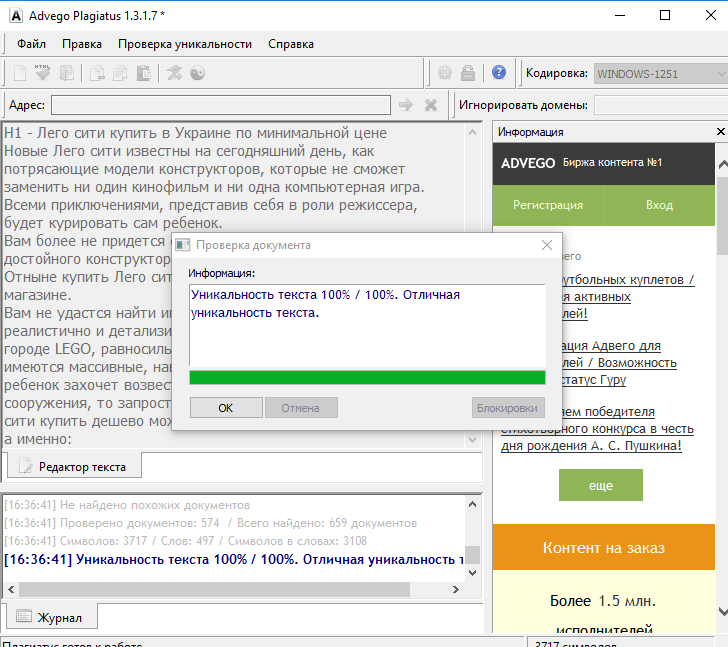 Advego Plagiatus 1.3.1.7 *
Файл Правка Проверка уникальности Справка
Кодировка: WINDOWS-1251
Адрес:
Игнорировать домены:
H1 - Лего сити купить в Украине по минимальной цене
Новые Лего сити известны на сегодняшний день, как
потрясающие модели конструкторов, которые не сможет
заменить ни один кинофильм и ни одна компьютерная игра.
Всеми приключениями, представив себя в роли режиссера,
будет курировать сам ребенок.
Вам более не придется
достойного конструктор
Отныне купить Лего сит
магазине.
Вам не удастся найти
реалистично и детализи
городе LEGO, равносиль
имеются массивные,
ребенок захочет возвес
сооружения, то запрост
сити купить дешево мож
а именно:
Редактор текста
Проверка документа
Информация:
Уникальность текста 100% / 100%. Отличная
уникальность текста.
ОК Отмена Блокировки
Информация
ADVEGO Биржа контента №1
Регистрация Вход
утбольных куплетов /
я активных
лей!
ация Адвего для
лей / Возможность
статус Гуру
ем победителя
стихотворного конкурса в честь
дня рождения А. С. Пушкина!
еще
Контент на заказ
Более 1.5 млн.
исполнителей
[16:36:41] Не найдено похожих документов
[16:36:41] Проверено документов: 574 / Всего найдено: 659 документов
[16:36:41] Символов: 3717 / Слов: 497 / Символов в словах: 3108
[16:36:41] Уникальность текста 100% / 100%. Отличная уникальность т
Журнал
Плагиатус готов к работе
3717 символов